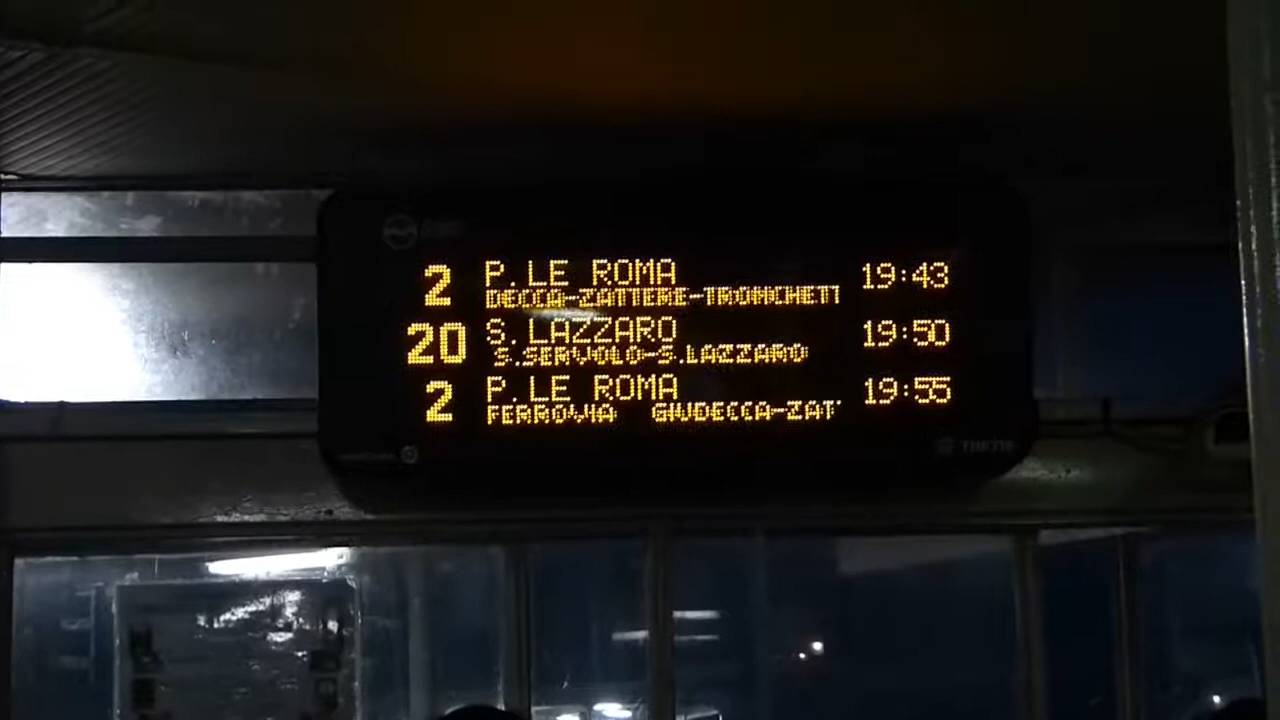 2 P.LE ROMA 19:43
DECCA-ZATTERE-TRONCHETT
20 S.LAZZARO 19:50
S.SERVOLO-S.LAZZARO
2 P.LE ROMA 19:55
FERROVIA GIUDECCA-ZAT